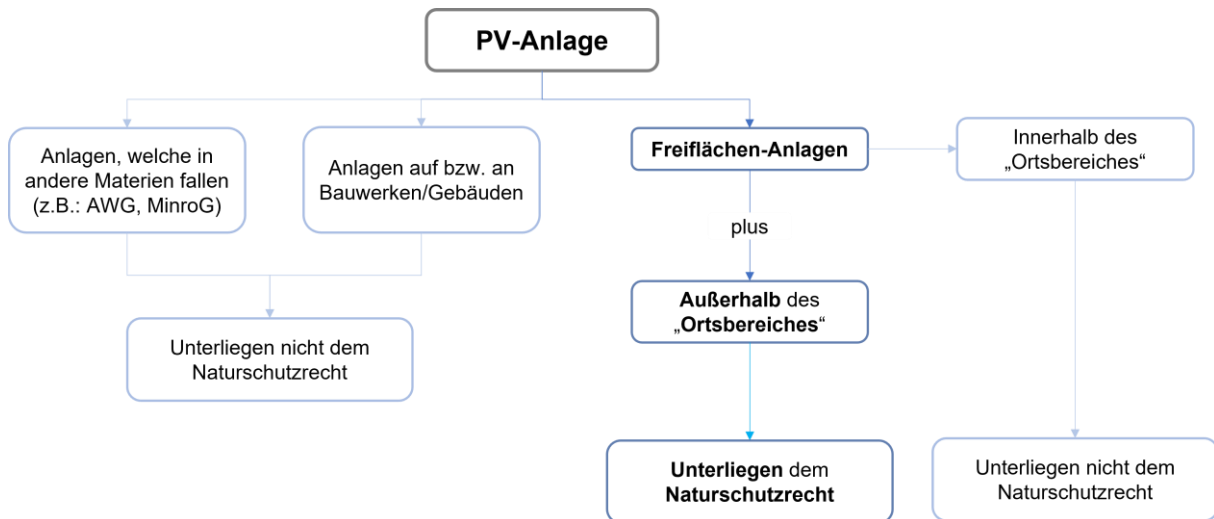 PV-Anlage
Anlagen, welche in
andere Materien fallen
(z.B.: AWG, MinroG)
Anlagen auf bzw. an
Bauwerken/Gebäuden
Freiflächen-Anlagen
Innerhalb des
„Ortsbereiches“
plus
Außerhalb des
„Ortsbereiches“
Unterliegen nicht dem
Naturschutzrecht
Unterliegen dem
Naturschutzrecht
Unterliegen nicht dem
Naturschutzrecht